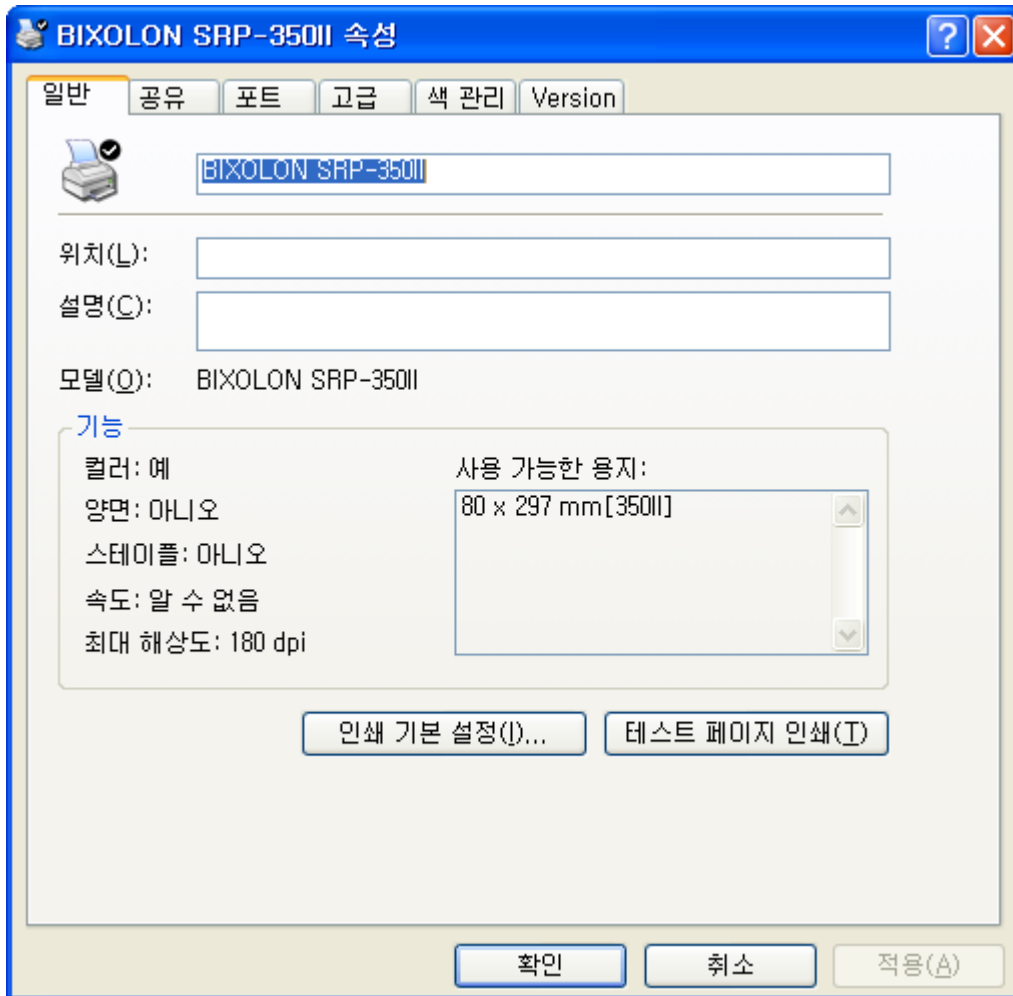 BIXOLON SRP-350II 속성
일반 공유 포트 고급 색 관리 Version
BIXOLON SRP-350II
위치(L):
설명(C):
모델(O): BIXOLON SRP-350II
기능
컬러: 예
양면: 아니오
스테이플: 아니오
속도: 알 수 없음
최대 해상도: 180 dpi
사용 가능한 용지:
80 x 297 mm[350II]
인쇄 기본 설정(I)... 테스트 페이지 인쇄(T)
확인 취소 적용(A)